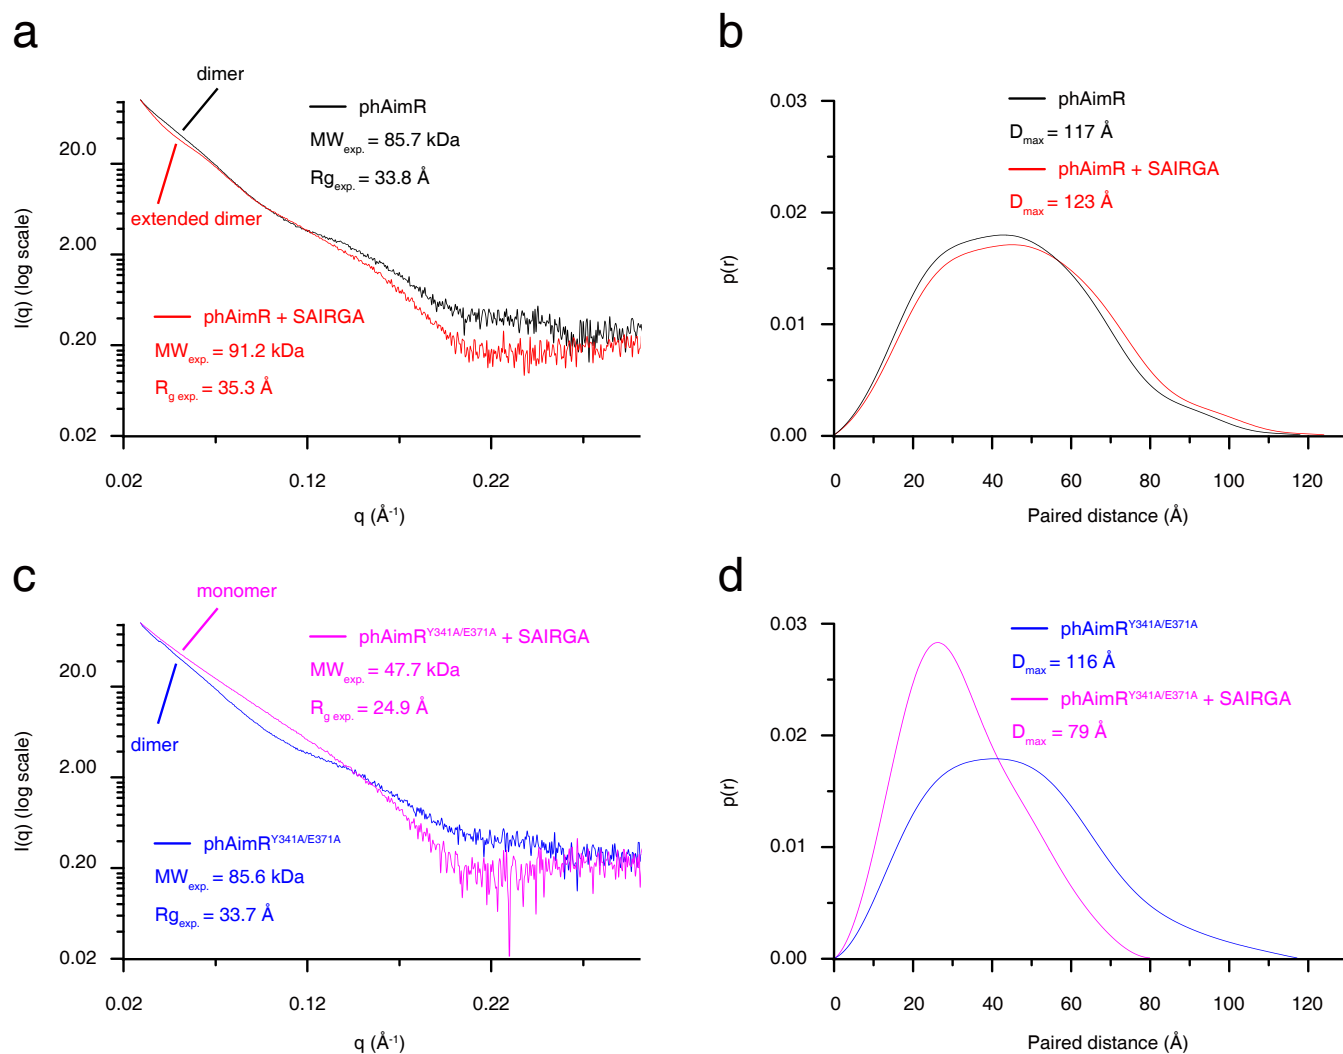 a
dimer
phAimR
MWexp. = 85.7 kDa
Rgexp. = 33.8 Å
extended dimer
phAimR + SAIRGA
MWexp. = 91.2 kDa
Rg exp. = 35.3 Å
20.0
2.00
0.20
0.02
I(q) (log scale)
0.02
0.12
0.22
q (Å-1)
b
phAimR
Dmax = 117 Å
phAimR + SAIRGA
Dmax = 123 Å
0.03
0.02
0.01
0.00
p(r)
0
20
40
60
80
100
120
Paired distance (Å)
c
monomer
phAimRY341A/E371A + SAIRGA
MWexp. = 47.7 kDa
Rg exp. = 24.9 Å
dimer
phAimRY341A/E371A
MWexp. = 85.6 kDa
Rgexp. = 33.7 Å
20.0
2.00
0.20
0.02
I(q) (log scale)
0.02
0.12
0.22
q (Å-1)
d
phAimRY341A/E371A
Dmax = 116 Å
phAimRY341A/E371A + SAIRGA
Dmax = 79 Å
0.03
0.02
0.01
0.00
p(r)
0
20
40
60
80
100
120
Paired distance (Å)